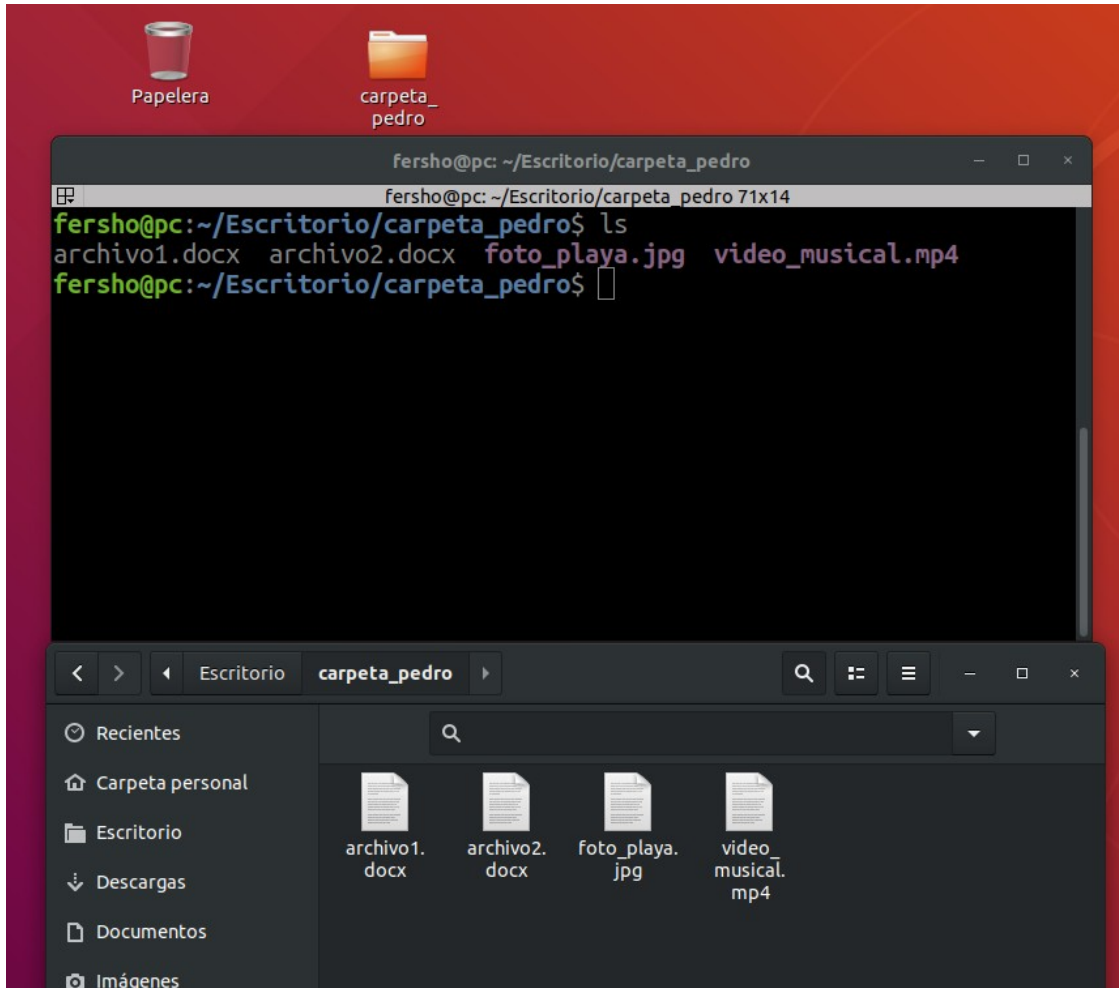 Papelera
carpeta_
pedro
fersho@pc: ~/Escritorio/carpeta_pedro
fersho@pc: ~/Escritorio/carpeta_pedro 71x14
fersho@pc:~/Escritorio/carpeta_pedro$ ls
archivo1.docx archivo2.docx foto_playa.jpg video_musical.mp4
fersho@pc:~/Escritorio/carpeta_pedro$
Escritorio carpeta_pedro
Recientes
Carpeta personal
Escritorio
Descargas
Documentos
Imágenes
archivo1.
docx
archivo2.
docx
foto_playa.
jpg
video_
musical.
mp4